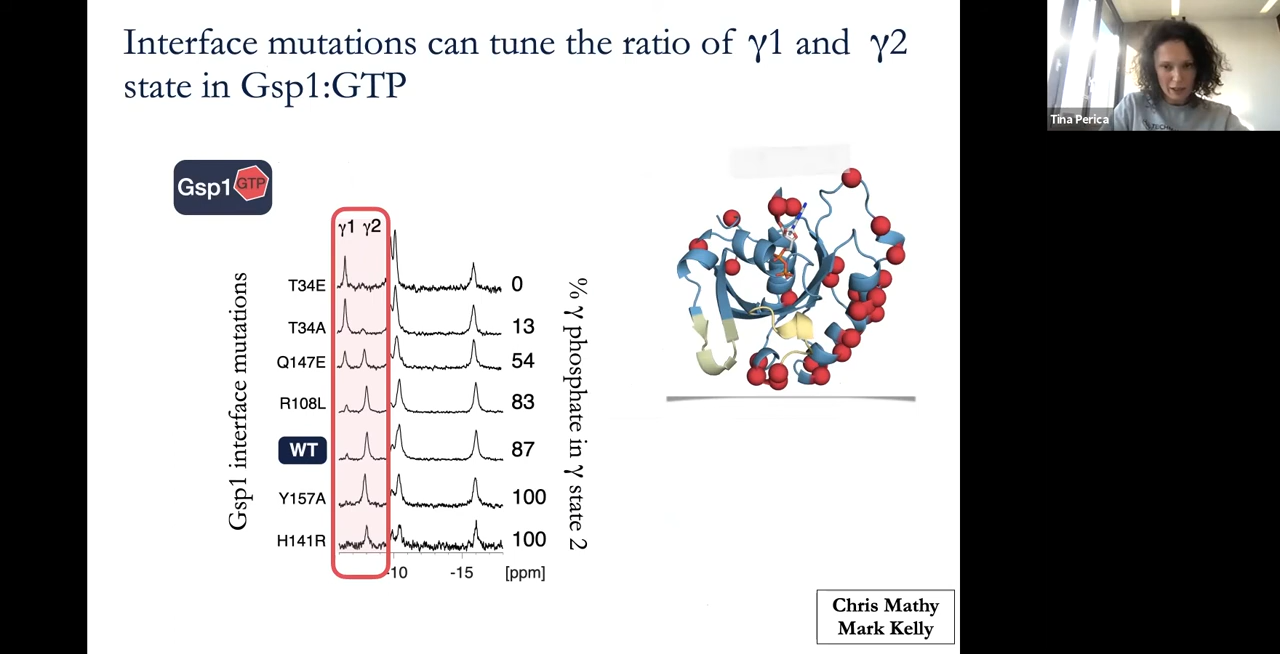 Interface mutations can tune the ratio of γ1 and γ2
state in Gsp1:GTP
Tina Perica
Gsp1 GTP
γ1 γ2
Gsp1 interface mutations
T34E 0
T34A 13
Q147E 54
R108L 83
WT 87
Y157A 100
H141R 100
% γ phosphate in γ state 2
-10 -15 [ppm]
Chris Mathy
Mark Kelly